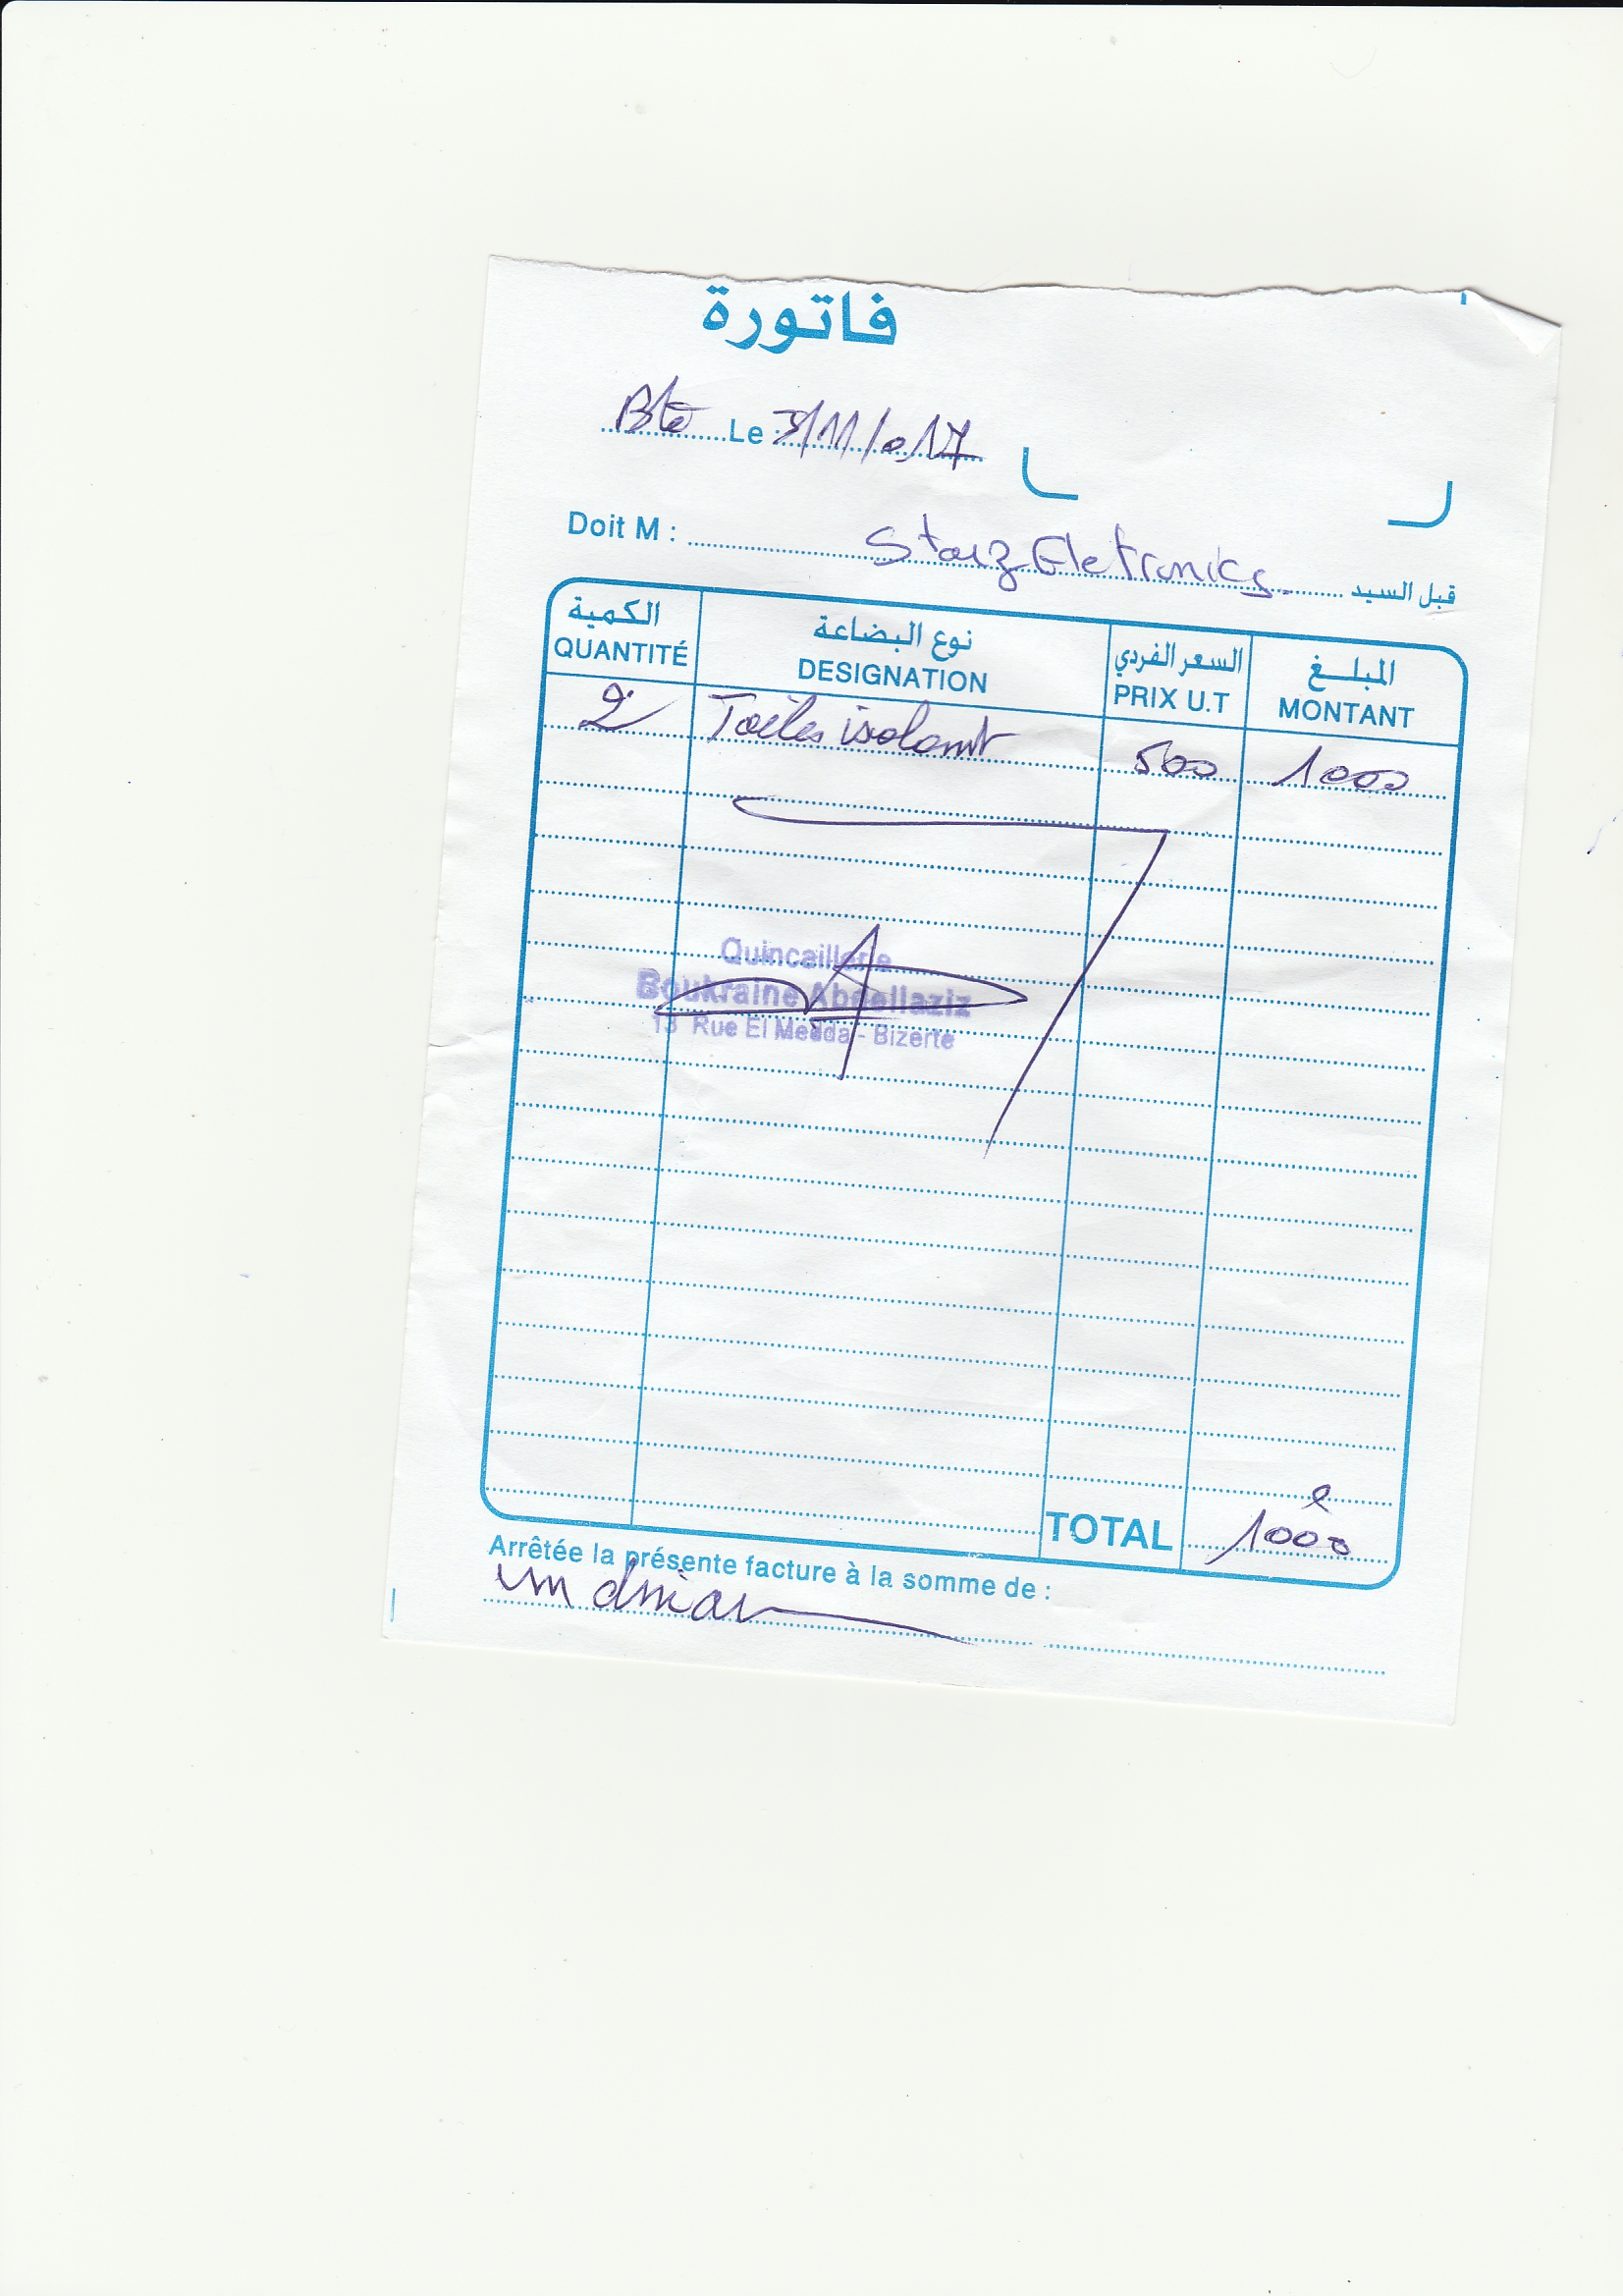 فاتورة
Bte Le 3/11/017
Doit M : Starz Eletronics قبل السيد
الكمية نوع البضاعة السعر الفردي المبلغ
QUANTITÉ DESIGNATION PRIX U.T MONTANT
2 Toiles isolant 500 1000
Quincaillerie
Boukraine Abdellaziz
13 Rue El - Bizerte
TOTAL 1000
Arrêtée la présente facture à la somme de :
un dinar